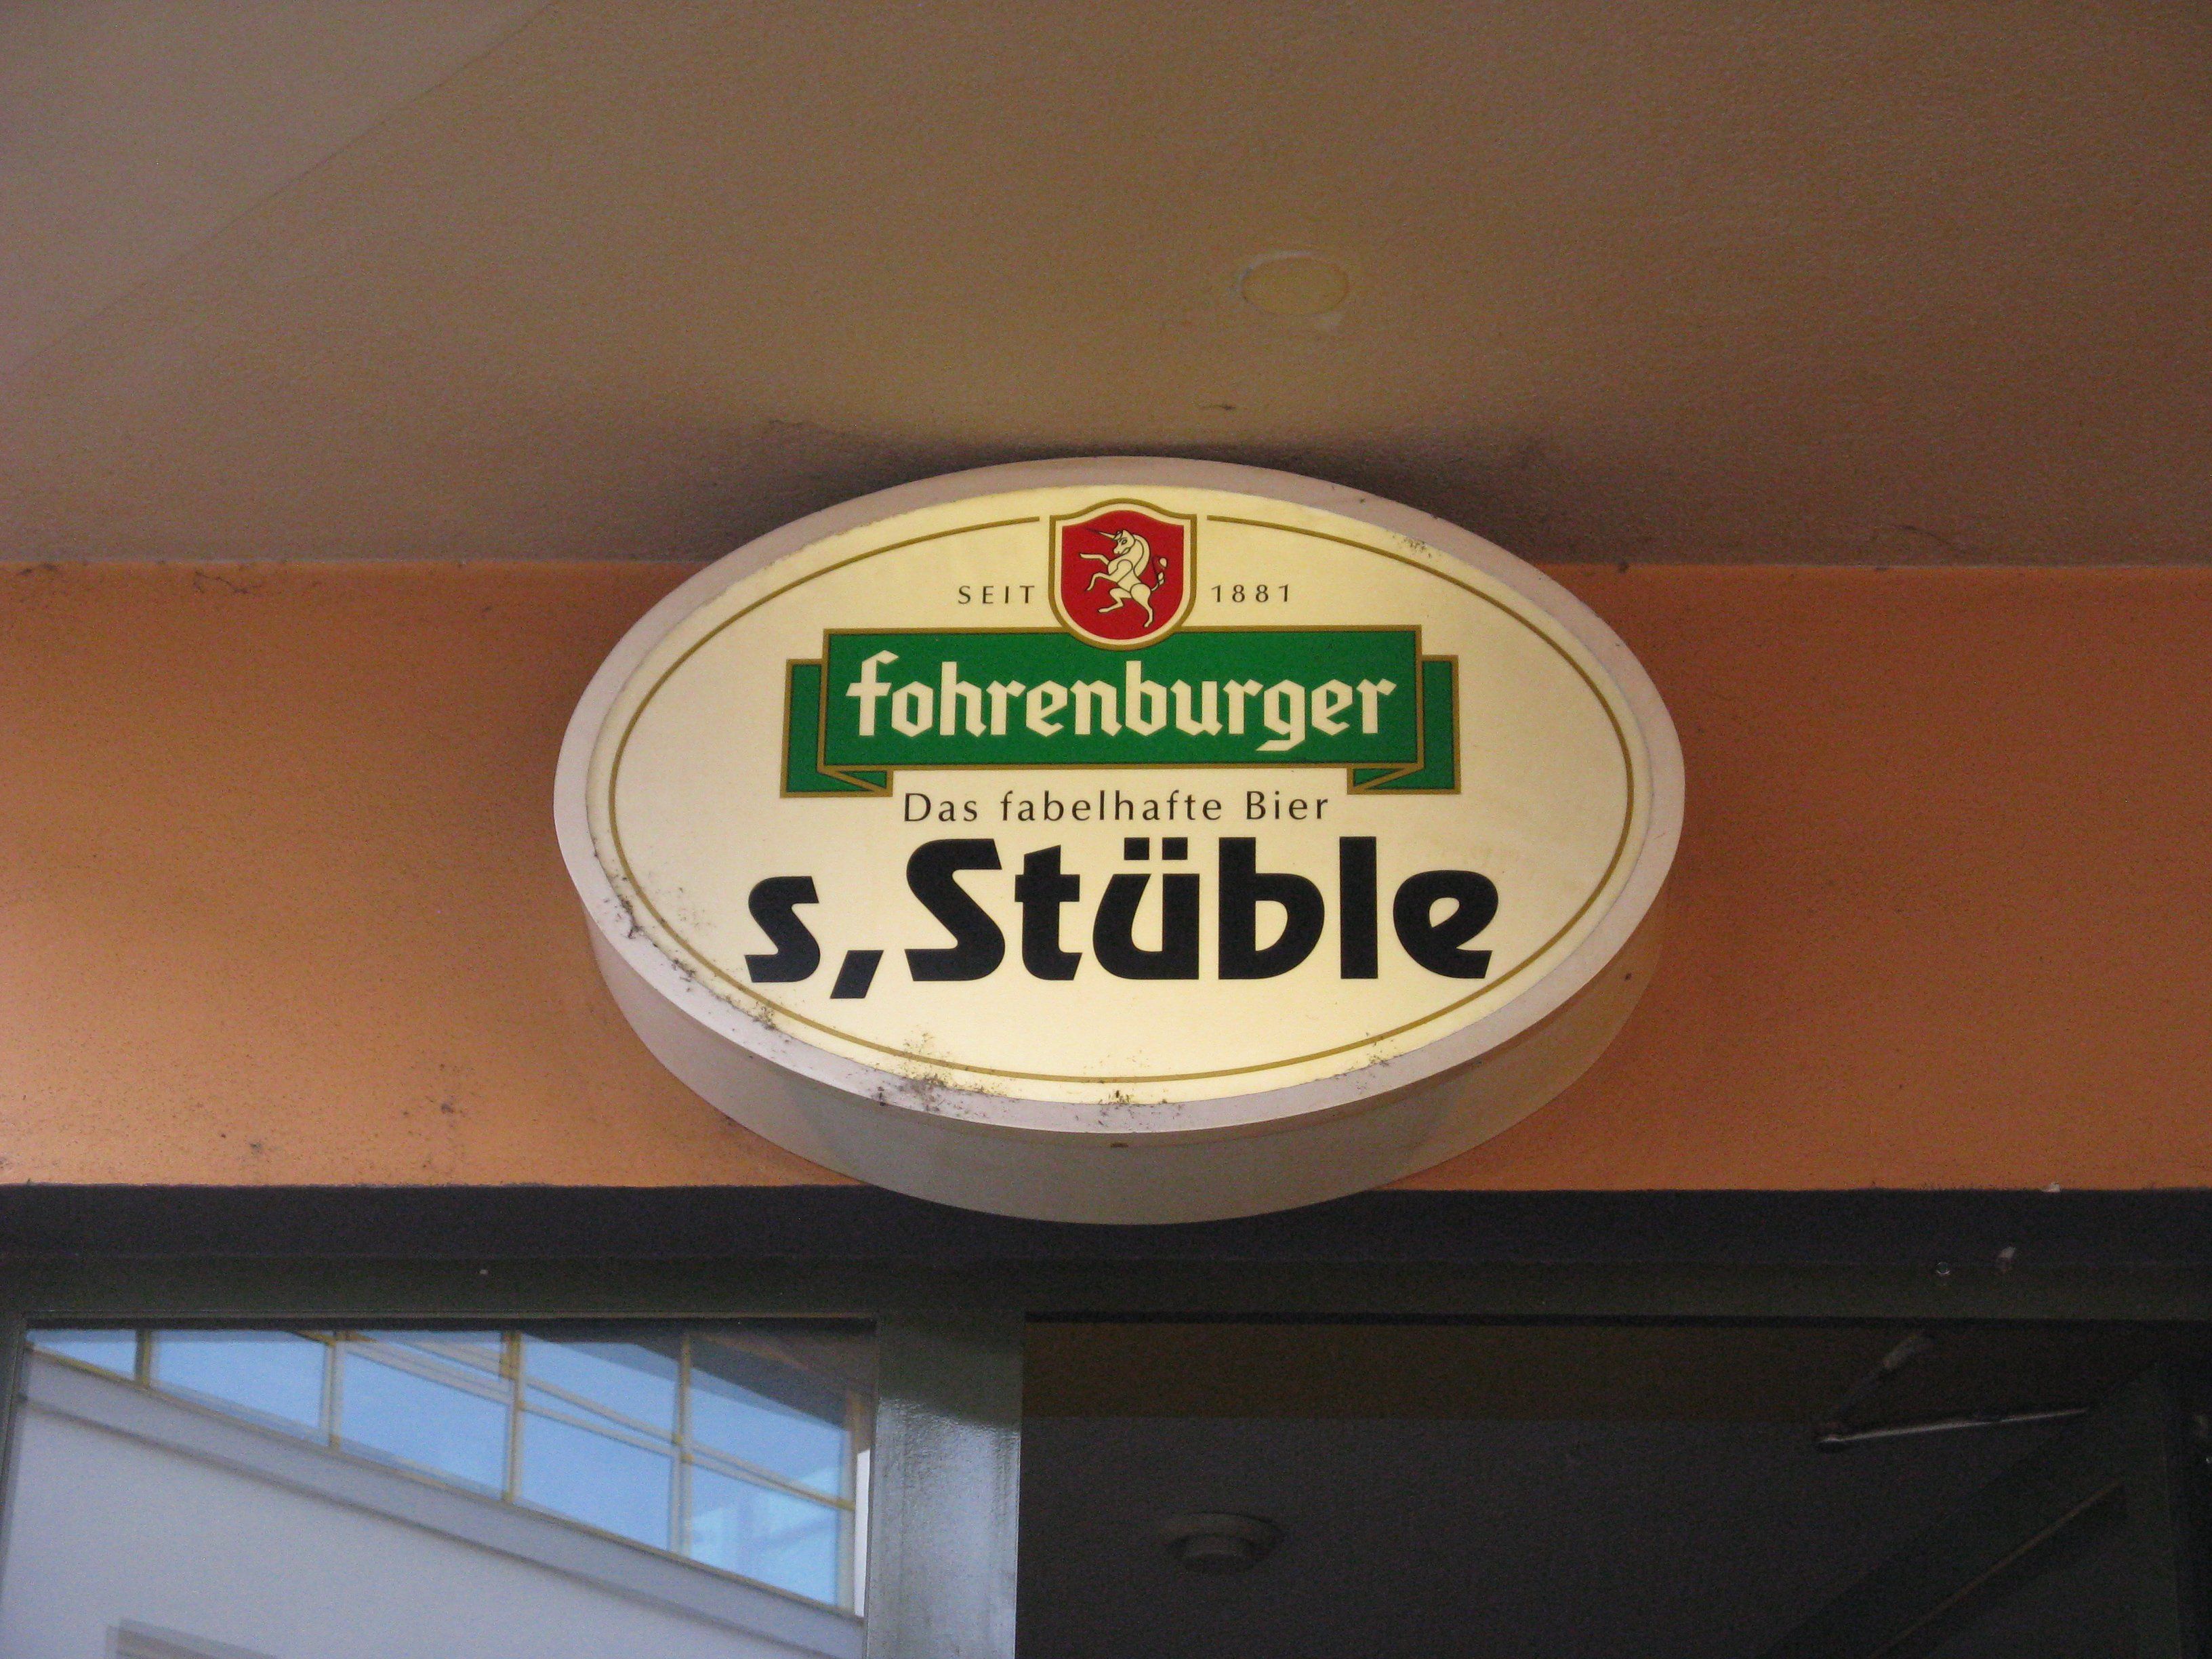 SEIT 1881
fohrenburger
Das fabelhafte Bier
s,Stüble